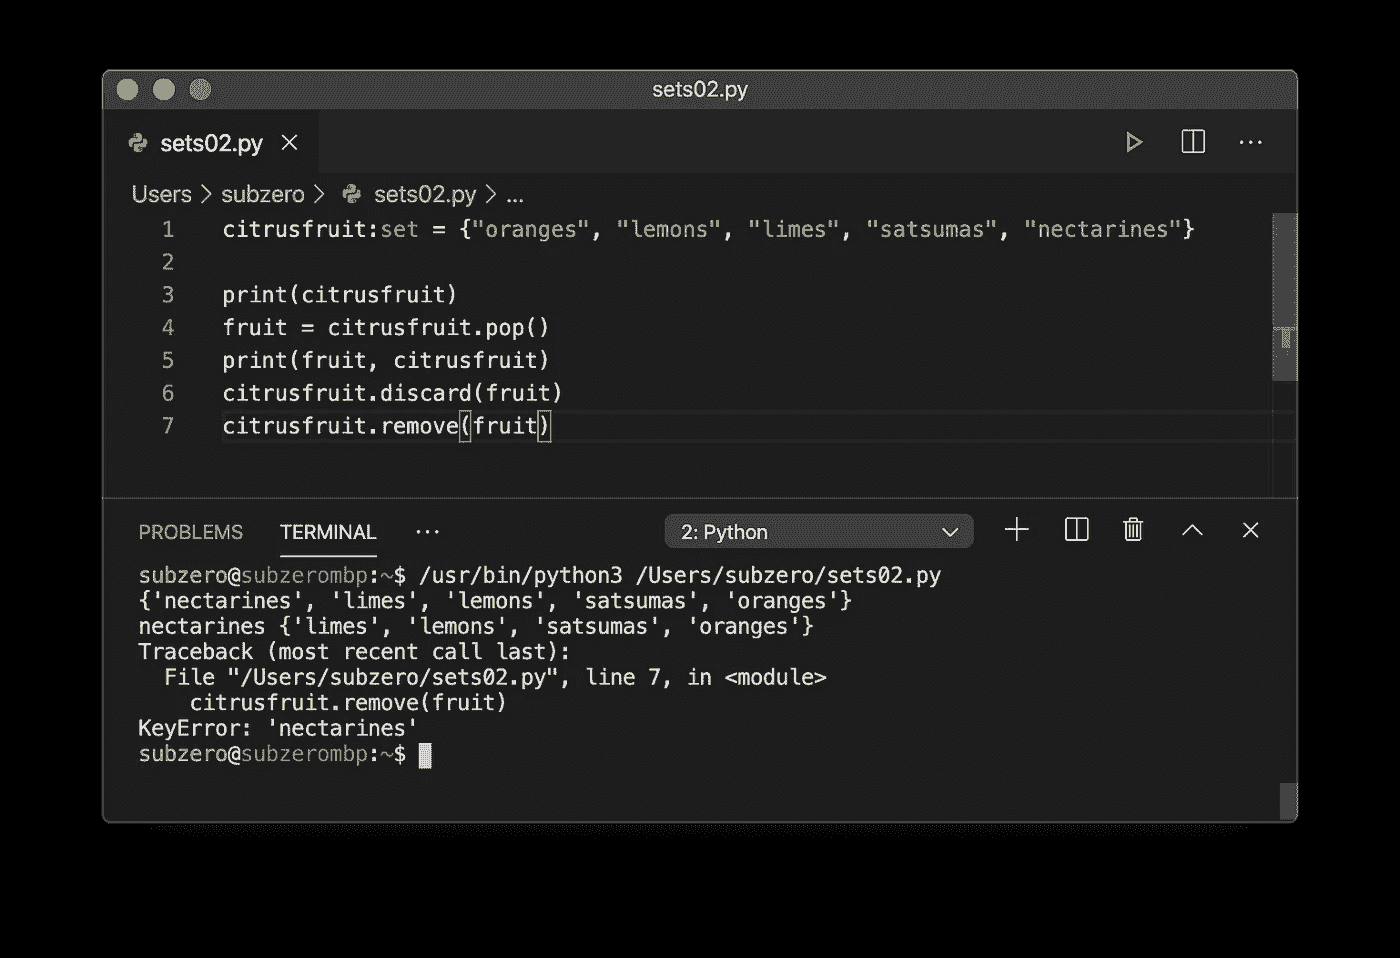 sets02.py
sets02.py
Users > subzero > sets02.py > ...
1 citrusfruit:set = {"oranges", "lemons", "limes", "satsumas", "nectarines"}
2
3 print(citrusfruit)
4 fruit = citrusfruit.pop()
5 print(fruit, citrusfruit)
6 citrusfruit.discard(fruit)
7 citrusfruit.remove(fruit)
PROBLEMS TERMINAL ... 2: Python
subzero@subzerombp:~$ /usr/bin/python3 /Users/subzero/sets02.py
{'nectarines', 'limes', 'lemons', 'satsumas', 'oranges'}
nectarines {'limes', 'lemons', 'satsumas', 'oranges'}
Traceback (most recent call last):
  File "/Users/subzero/sets02.py", line 7, in <module>
    citrusfruit.remove(fruit)
KeyError: 'nectarines'
subzero@subzerombp:~$